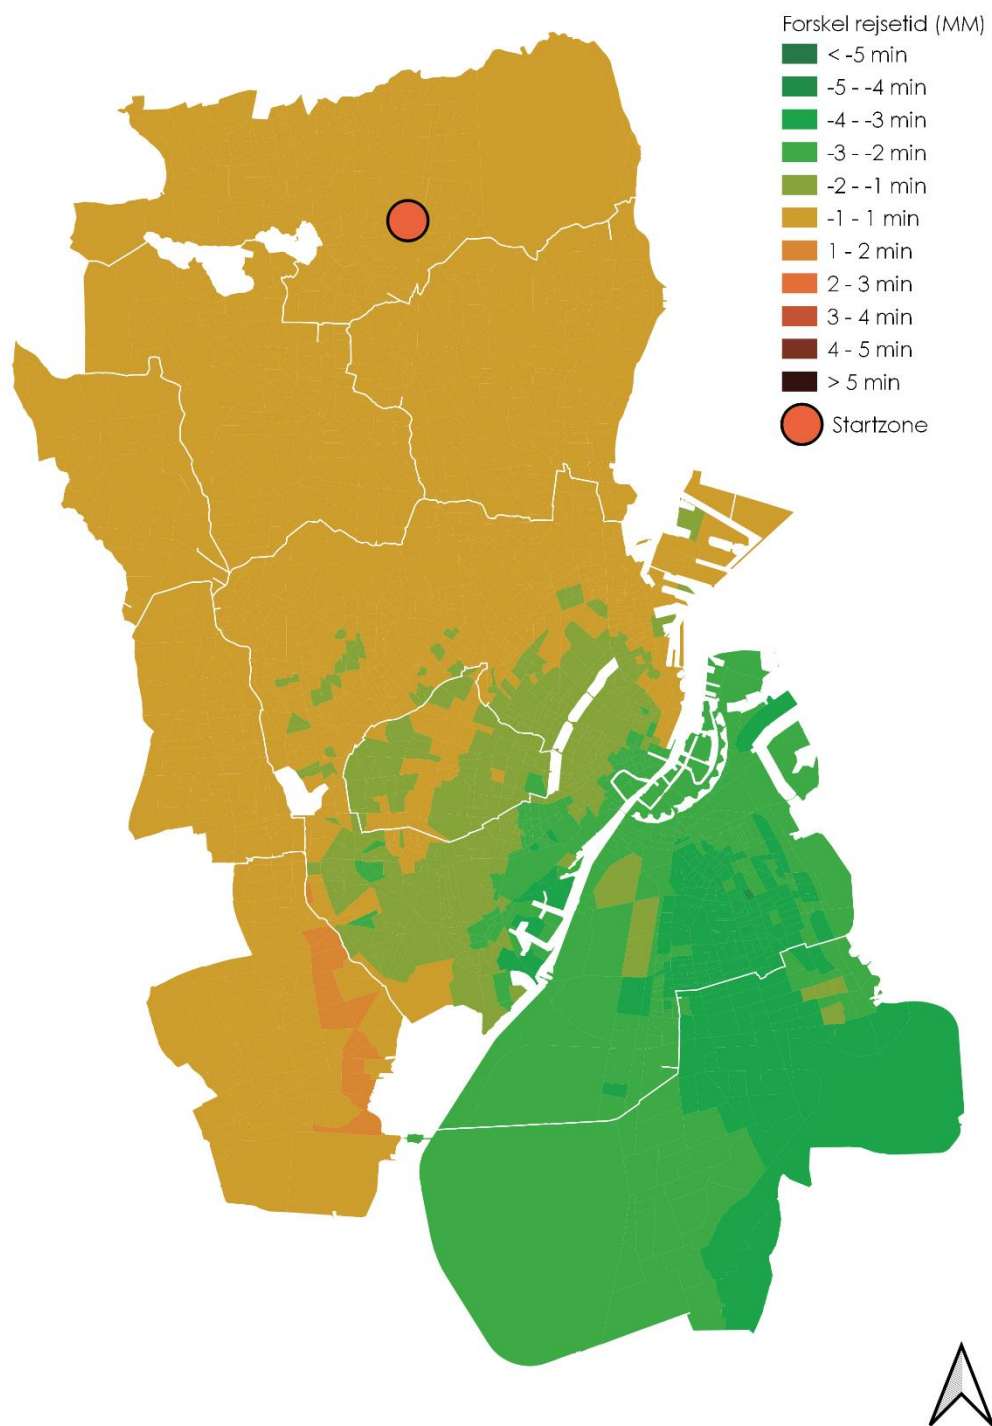 Forskel rejsetid (MM)
< -5 min
-5 - -4 min
-4 - -3 min
-3 - -2 min
-2 - -1 min
-1 - 1 min
1 - 2 min
2 - 3 min
3 - 4 min
4 - 5 min
> 5 min
Startzone